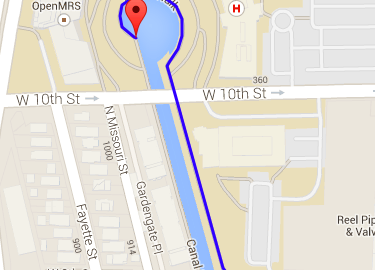 OpenMRS
H
360
W 10th St
W 10th St
N Missouri St
1000
Gardengate Pl
Fayette St
900
914
Canal
Reel Pip
& Valv